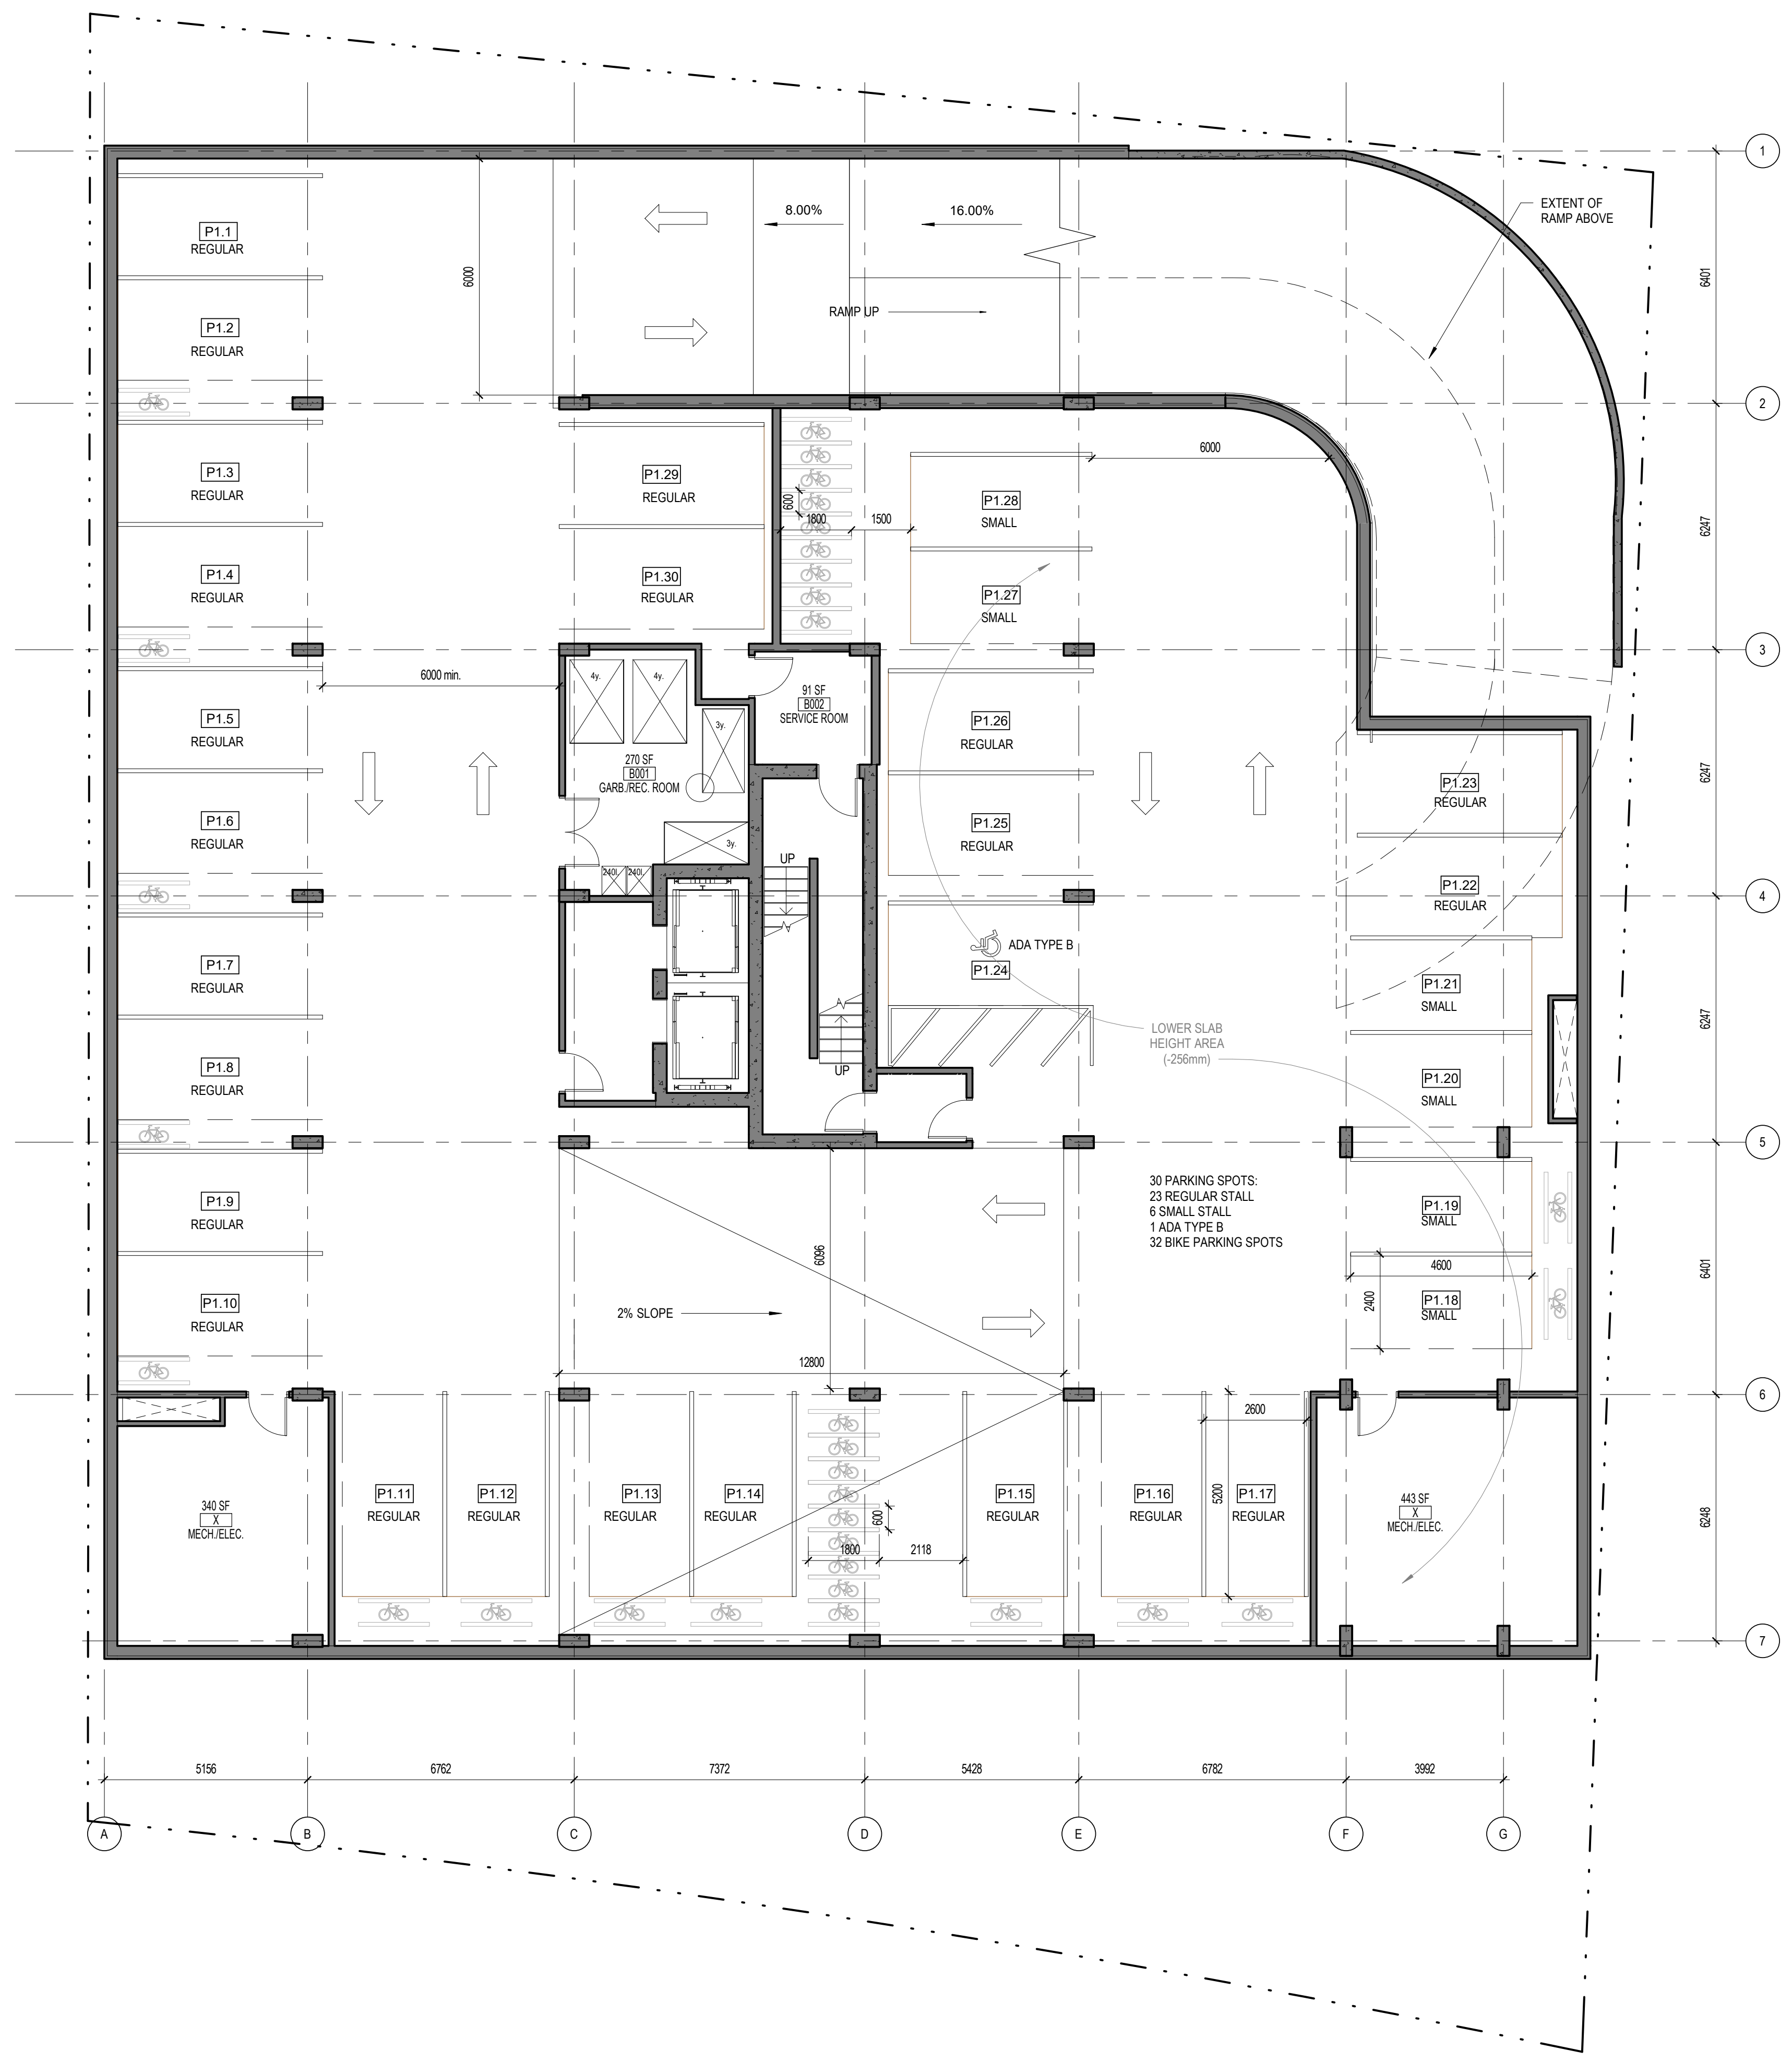 1
EXTENT OF
RAMP ABOVE
8.00%
16.00%
P1.1
REGULAR
6000
6401
RAMP UP
P1.2
REGULAR
2
P1.3
REGULAR
P1.29
REGULAR
600
1800
1500
P1.28
SMALL
6000
6247
P1.4
REGULAR
P1.30
REGULAR
P1.27
SMALL
3
6000 min.
4y.
4y.
3y.
91 SF
B002
SERVICE ROOM
P1.5
REGULAR
P1.26
REGULAR
270 SF
B001
GARB./REC. ROOM
6247
P1.23
REGULAR
P1.6
REGULAR
3y.
P1.25
REGULAR
240l.
240l.
UP
P1.22
REGULAR
4
ADA TYPE B
P1.24
P1.7
REGULAR
P1.21
SMALL
6247
LOWER SLAB
HEIGHT AREA
(-256mm)
P1.8
REGULAR
UP
P1.20
SMALL
5
30 PARKING SPOTS:
23 REGULAR STALL
6 SMALL STALL
1 ADA TYPE B
32 BIKE PARKING SPOTS
P1.9
REGULAR
P1.19
SMALL
6096
6401
4600
2400
P1.10
REGULAR
2% SLOPE
P1.18
SMALL
12800
6
2600
5200
340 SF
X
MECH./ELEC.
P1.11
REGULAR
P1.12
REGULAR
P1.13
REGULAR
P1.14
REGULAR
600
1800
2118
P1.15
REGULAR
P1.16
REGULAR
P1.17
REGULAR
443 SF
X
MECH./ELEC.
6248
7
5156
6762
7372
5428
6782
3992
A
B
C
D
E
F
G